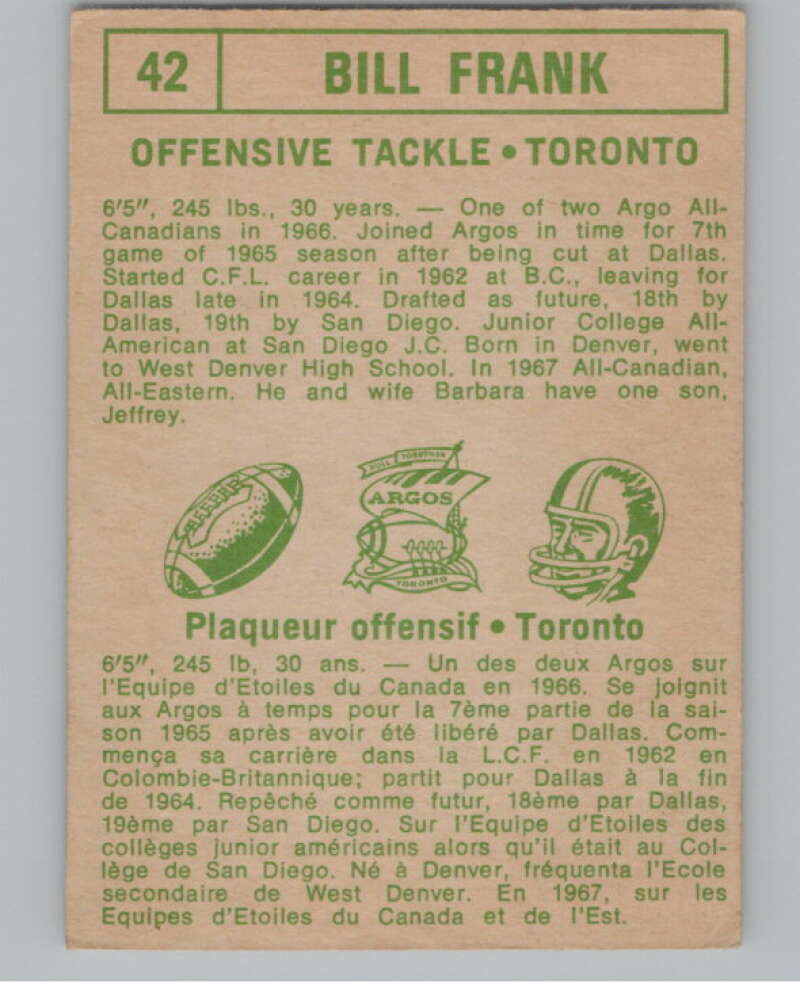 42 BILL FRANK
OFFENSIVE TACKLE • TORONTO
6'5", 245 lbs., 30 years. — One of two Argo All-
Canadians in 1966. Joined Argos in time for 7th
game of 1965 season after being cut at Dallas.
Started C.F.L. career in 1962 at B.C., leaving for
Dallas late in 1964. Drafted as future, 18th by
Dallas, 19th by San Diego. Junior College All-
American at San Diego J.C. Born in Denver, went
to West Denver High School. In 1967 All-Canadian,
All-Eastern. He and wife Barbara have one son,
Jeffrey.
PULL TOGETHER
ARGOS
TORONTO
Plaqueur offensif • Toronto
6'5", 245 lb, 30 ans. — Un des deux Argos sur
l'Equipe d'Etoiles du Canada en 1966. Se joignit
aux Argos à temps pour la 7ème partie de la sai-
son 1965 après avoir été libéré par Dallas. Com-
mença sa carrière dans la L.C.F. en 1962 en
Colombie-Britannique; partit pour Dallas à la fin
de 1964. Repêché comme futur, 18ème par Dallas,
19ème par San Diego. Sur l'Equipe d'Etoiles des
collèges junior américains alors qu'il était au Col-
lège de San Diego. Né à Denver, fréquenta l'Ecole
secondaire de West Denver. En 1967, sur les
Equipes d'Etoiles du Canada et de l'Est.